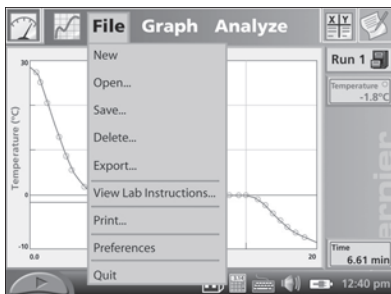 File Graph Analyze
X Y
New
Open...
Save...
Delete...
Export...
View Lab Instructions...
Print...
Preferences
Quit
Run 1
Temperature
-1.8°C
30
Temperature (°C)
0
-10
0.0
20
Time
6.61 min
12:40 pm